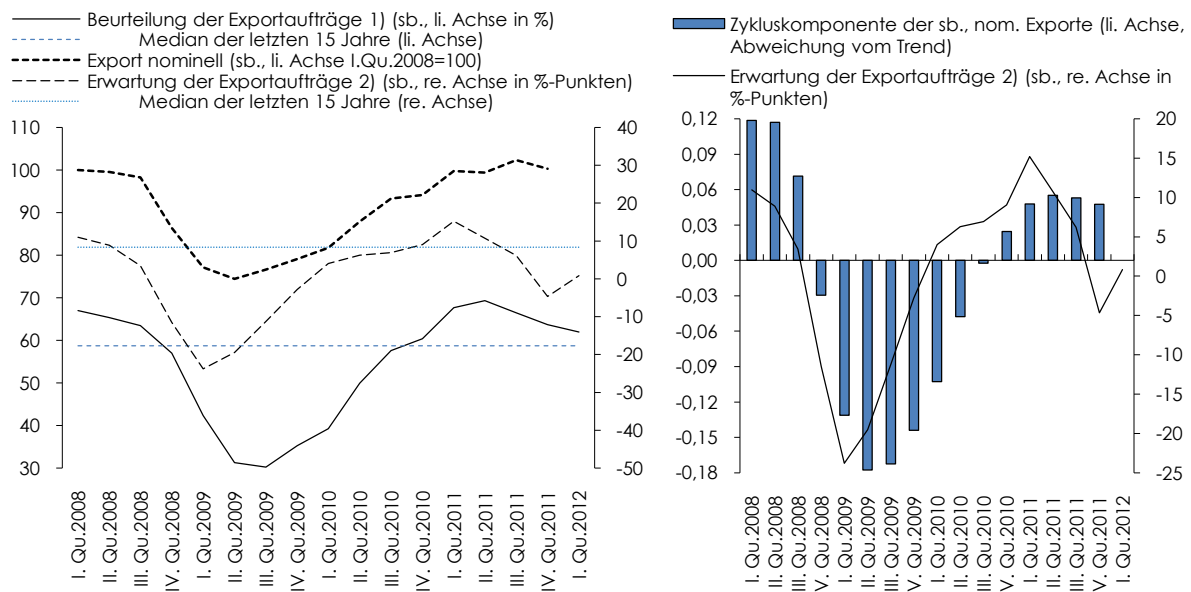 Beurteilung der Exportaufträge 1) (sb., li. Achse in %)
Median der letzten 15 Jahre (li. Achse)
Export nominell (sb., li. Achse I.Qu.2008=100)
Erwartung der Exportaufträge 2) (sb., re. Achse in %-Punkten)
Median der letzten 15 Jahre (re. Achse)
110
100
90
80
70
60
50
40
30
40
30
20
10
0
-10
-20
-30
-40
-50
I. Qu.2008
II. Qu.2008
III. Qu.2008
IV. Qu.2008
I. Qu.2009
II. Qu.2009
III. Qu.2009
IV. Qu.2009
I. Qu.2010
II. Qu.2010
III. Qu.2010
IV. Qu.2010
I. Qu.2011
II. Qu.2011
III. Qu.2011
IV. Qu.2011
I. Qu.2012
Zykluskomponente der sb., nom. Exporte (li. Achse,
Abweichung vom Trend)
Erwartung der Exportaufträge 2) (sb., re. Achse in
%-Punkten)
0,12
0,09
0,06
0,03
0,00
-0,03
-0,06
-0,09
-0,12
-0,15
-0,18
20
15
10
5
0
-5
-10
-15
-20
-25
I. Qu.2008
II. Qu.2008
III. Qu.2008
V. Qu.2008
I. Qu.2009
II. Qu.2009
III. Qu.2009
V. Qu.2009
I. Qu.2010
II. Qu.2010
III. Qu.2010
V. Qu.2010
I. Qu.2011
II. Qu.2011
III. Qu.2011
V. Qu.2011
I. Qu.2012